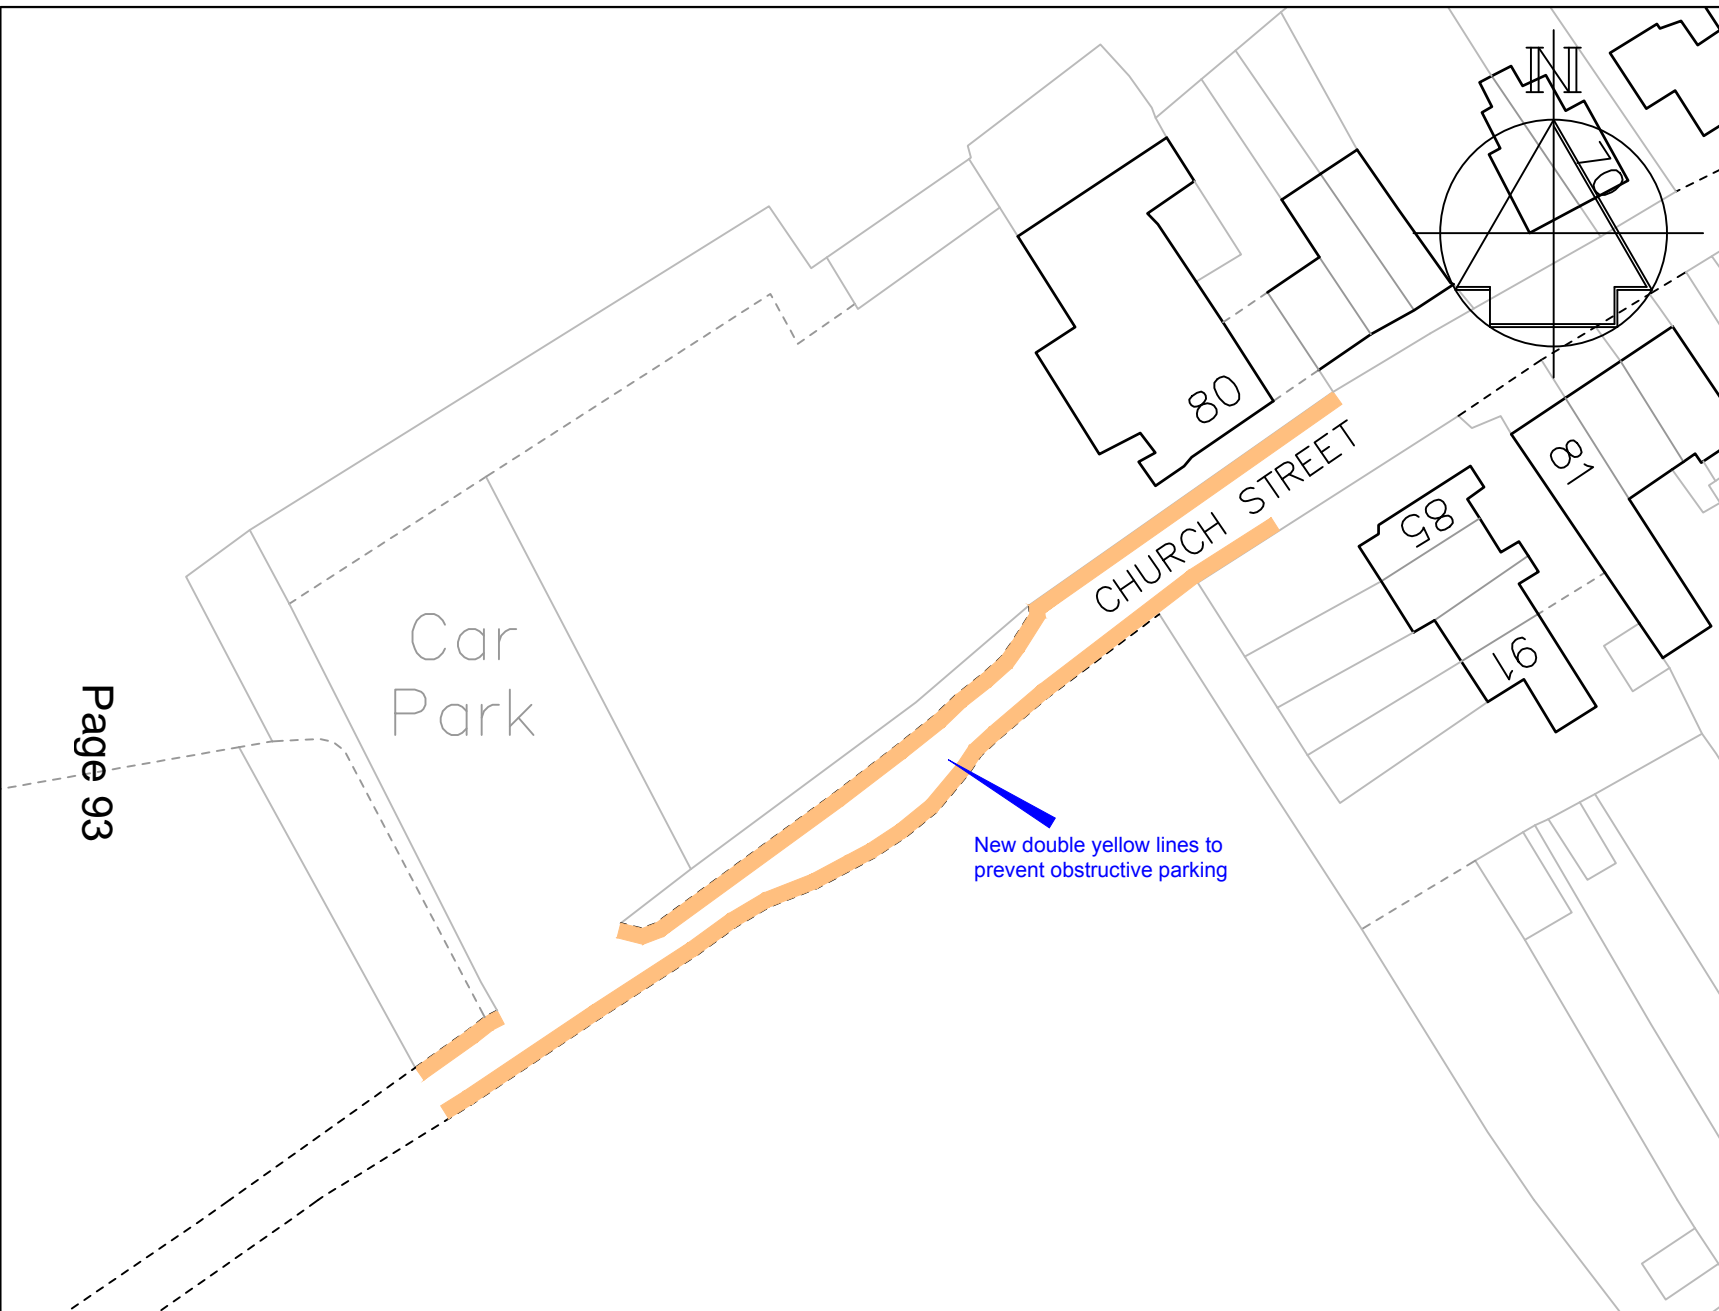 N
70
80
CHURCH STREET
81
85
91
Car
Park
New double yellow lines to
prevent obstructive parking
Page 93